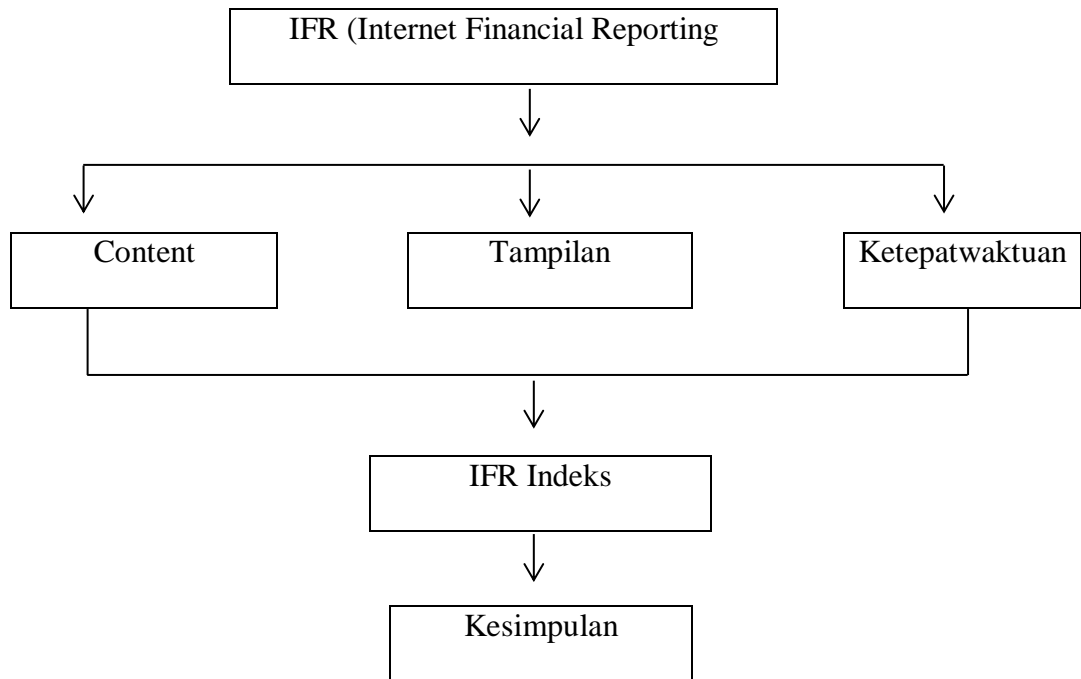 IFR (Internet Financial Reporting
Content
Tampilan
Ketepatwaktuan
IFR Indeks
Kesimpulan